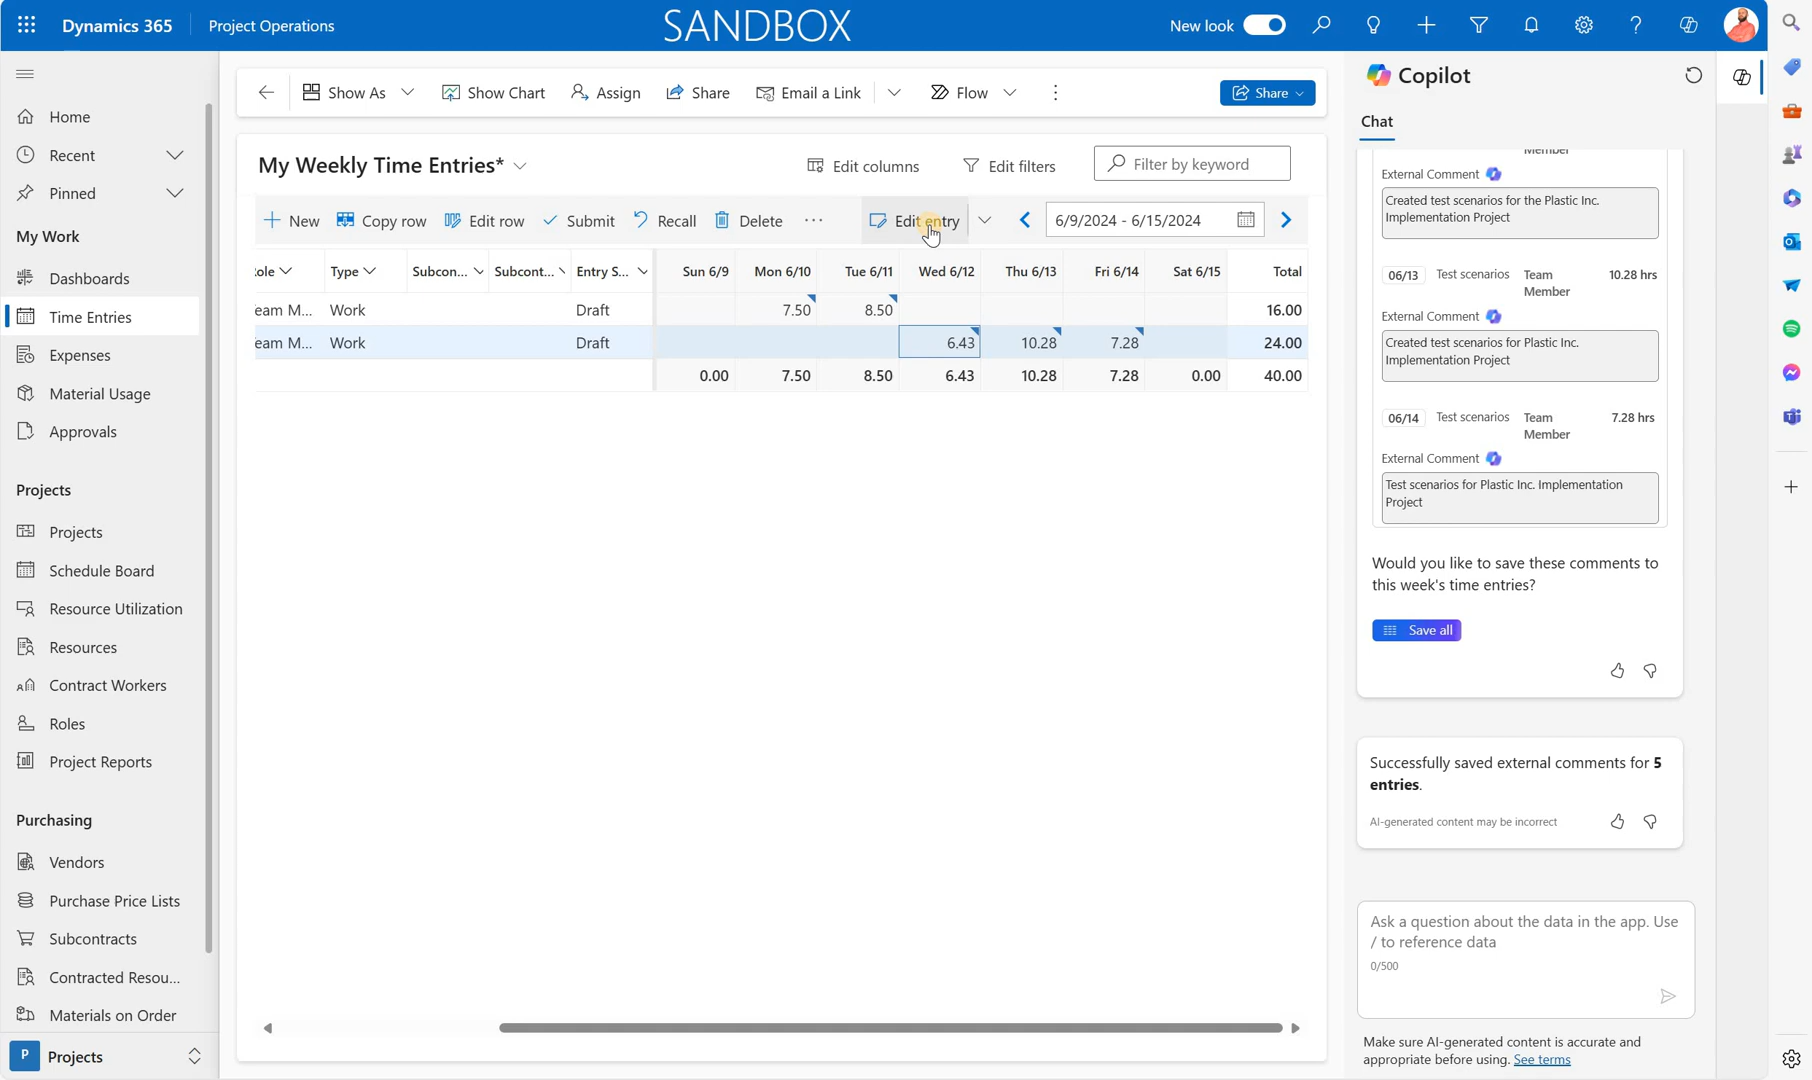 Dynamics 365
Project Operations
SANDBOX
New look
Home
Recent
Pinned
My Work
Dashboards
Time Entries
Expenses
Material Usage
Approvals
Projects
Projects
Schedule Board
Resource Utilization
Resources
Contract Workers
Roles
Project Reports
Purchasing
Vendors
Purchase Price Lists
Subcontracts
Contracted Resou...
Materials on Order
P Projects
Show As Show Chart Assign Share Email a Link Flow Share
My Weekly Time Entries* Edit columns Edit filters Filter by keyword
New Copy row Edit row Submit Recall Delete ... Edit entry 6/9/2024 - 6/15/2024
ole Type Subcon... Subcont... Entry S... Sun 6/9 Mon 6/10 Tue 6/11 Wed 6/12 Thu 6/13 Fri 6/14 Sat 6/15 Total
eam M... Work Draft 7.50 8.50 16.00
eam M... Work Draft 6.43 10.28 7.28 24.00
0.00 7.50 8.50 6.43 10.28 7.28 0.00 40.00
Copilot
Chat
Member
External Comment
Created test scenarios for the Plastic Inc.
Implementation Project
06/13 Test scenarios Team 10.28 hrs
Member
External Comment
Created test scenarios for Plastic Inc.
Implementation Project
06/14 Test scenarios Team 7.28 hrs
Member
External Comment
Test scenarios for Plastic Inc. Implementation
Project
Would you like to save these comments to
this week's time entries?
Save all
Successfully saved external comments for 5
entries.
AI-generated content may be incorrect
Ask a question about the data in the app. Use
/ to reference data
0/500
Make sure AI-generated content is accurate and
appropriate before using. See terms